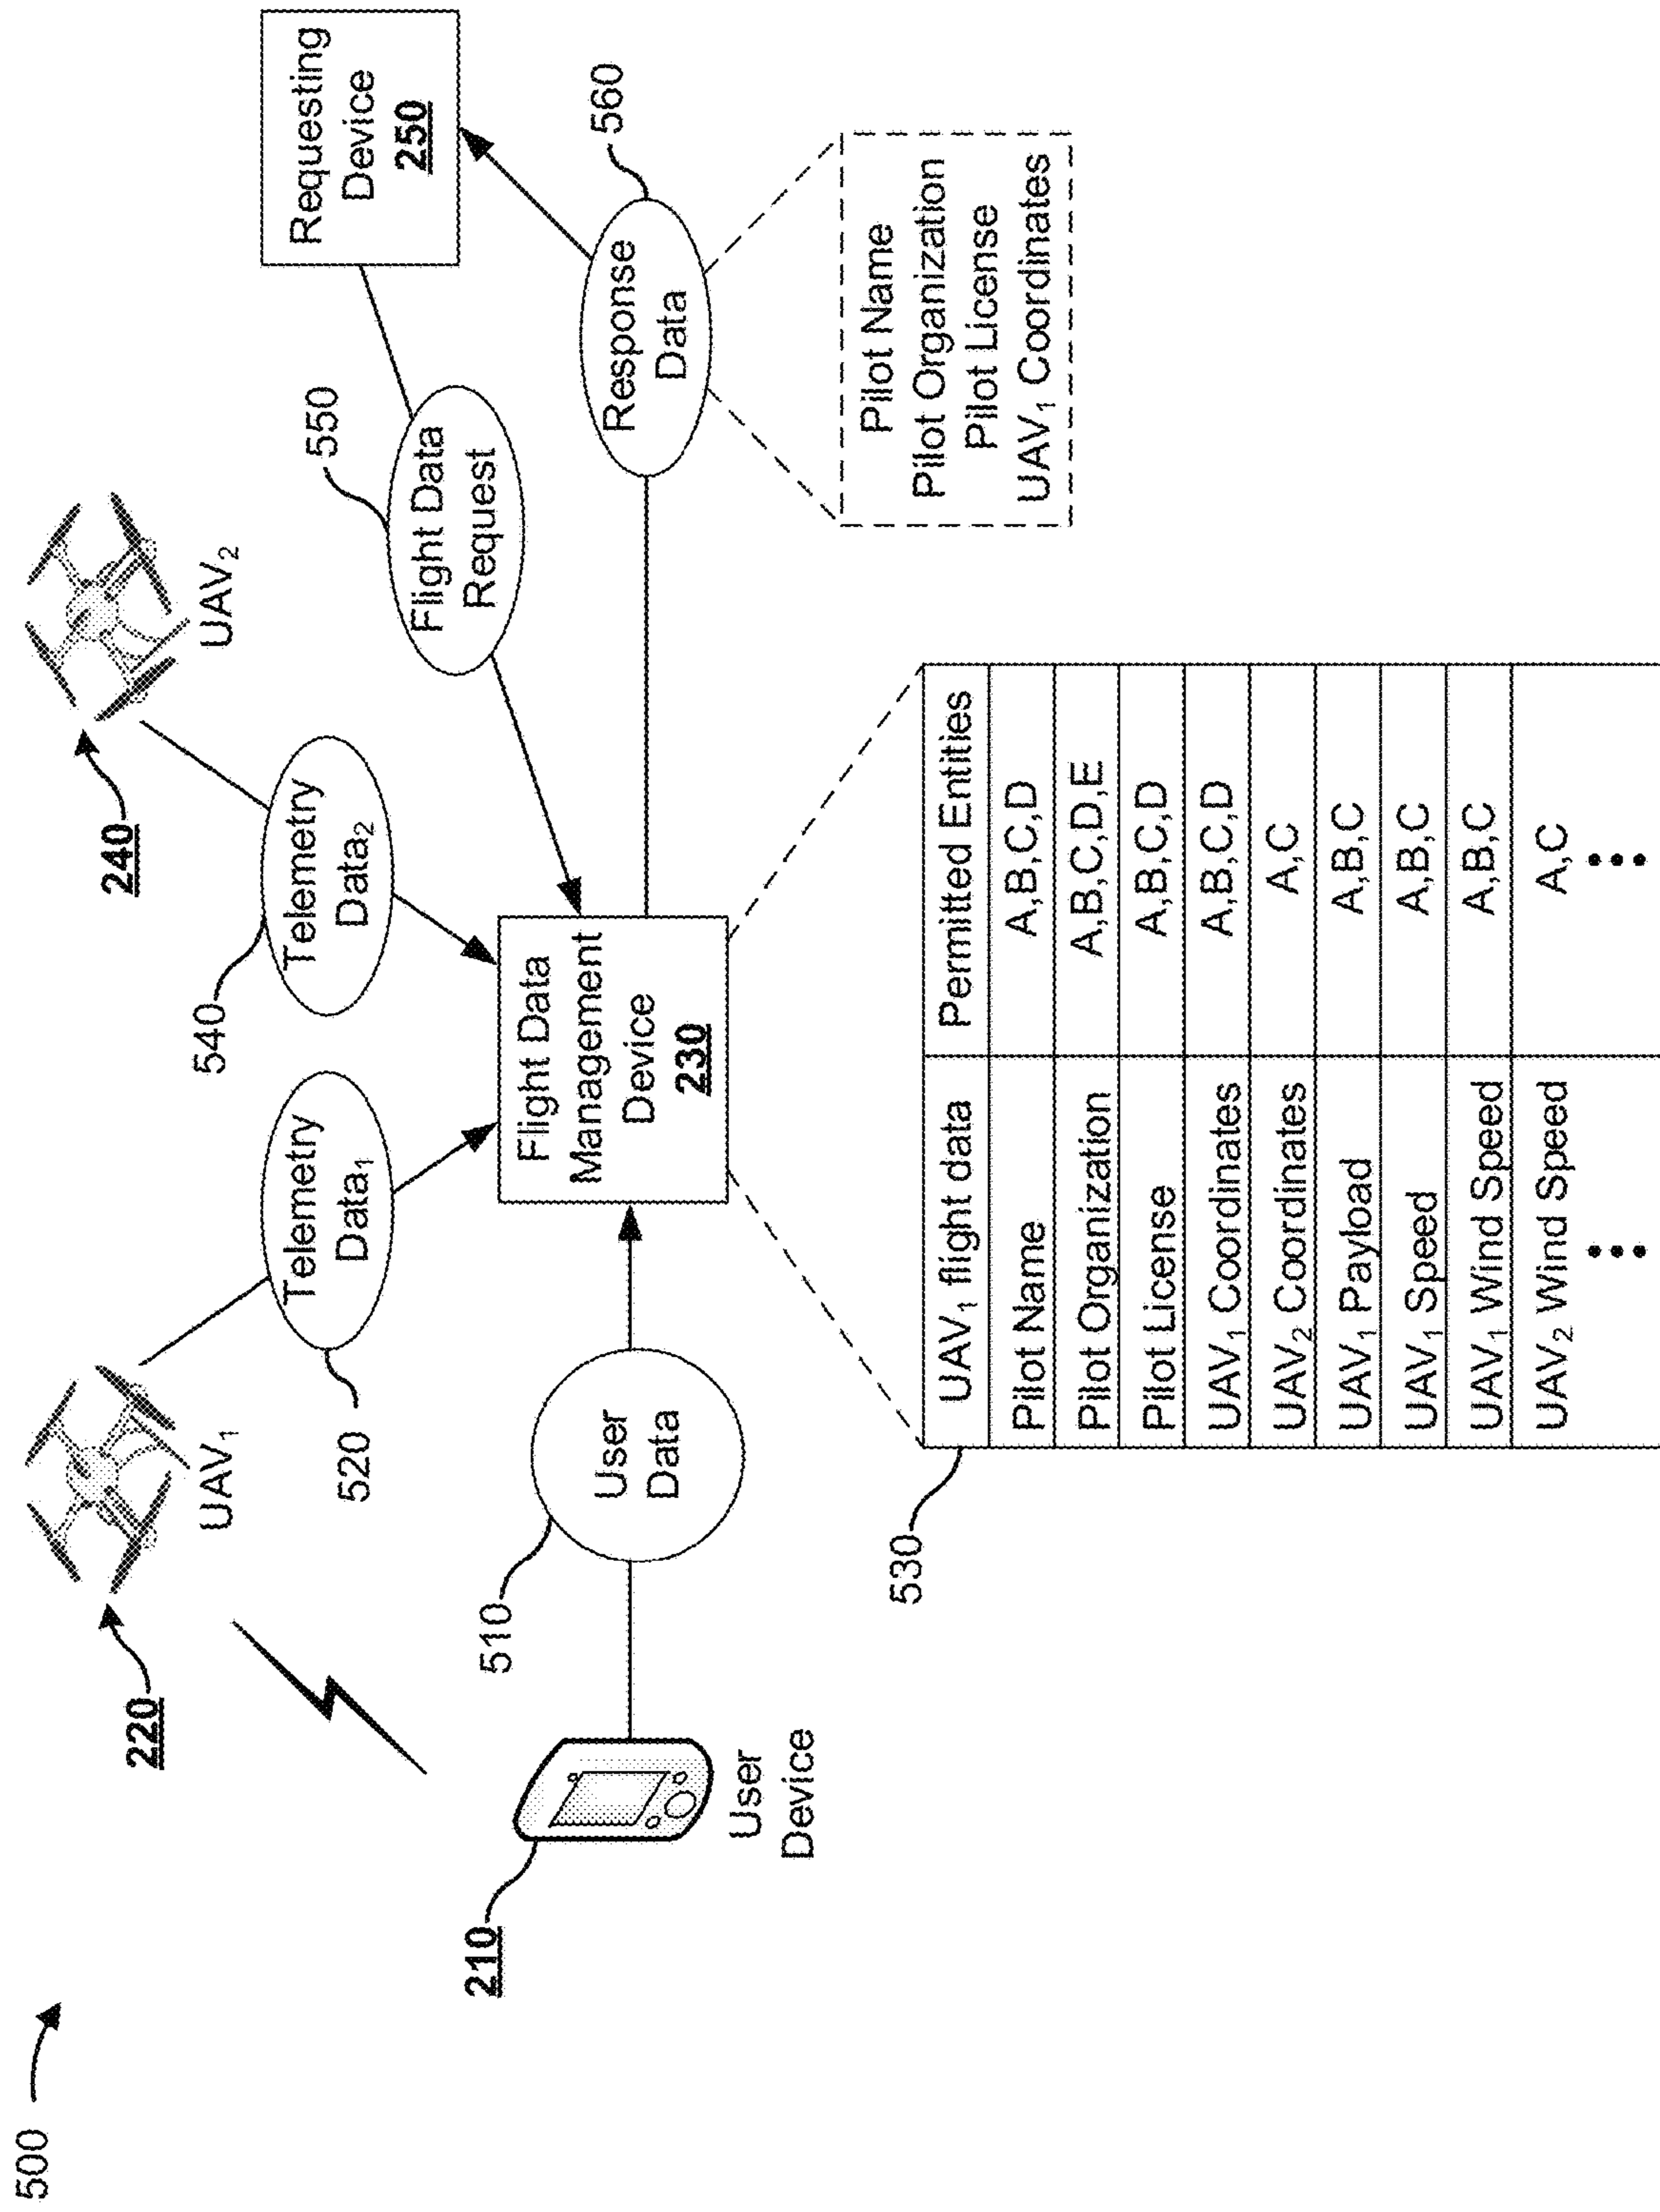 500
220
UAV₁
240
UAV₂
520
Telemetry
Data₁
540
Telemetry
Data₂
550
Flight Data
Request
Requesting
Device
250
210
User
Device
510
User
Data
Flight Data
Management
Device
230
Response
Data
560
Pilot Name
Pilot Organization
Pilot License
UAV₁ Coordinates
530
UAV₁ flight data Permitted Entities
Pilot Name A,B,C,D
Pilot Organization A,B,C,D,E
Pilot License A,B,C,D
UAV₁ Coordinates A,B,C,D
UAV₂ Coordinates A,C
UAV₁ Payload A,B,C
UAV₁ Speed A,B,C
UAV₁ Wind Speed A,B,C
UAV₂ Wind Speed A,C